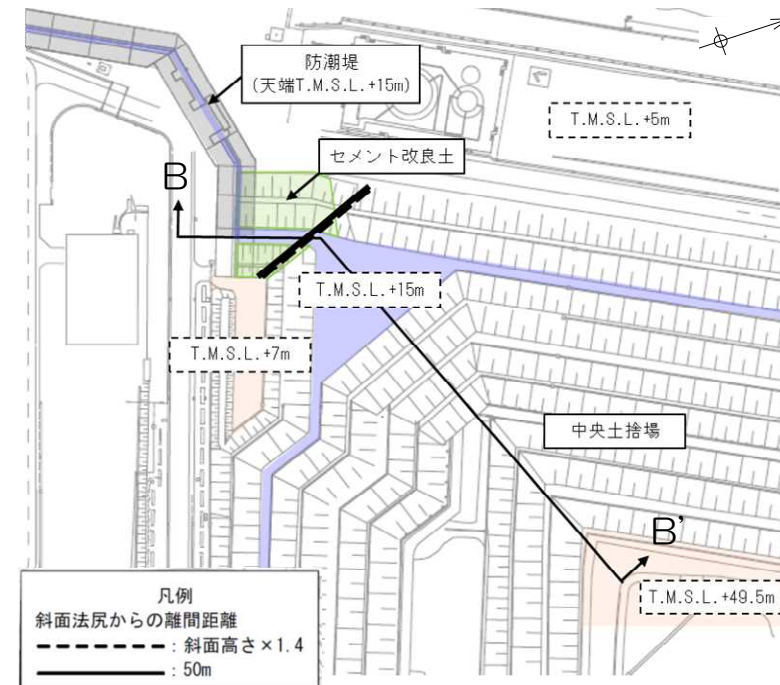 防潮堤
(天端T.M.S.L.+15m)
T.M.S.L.+5m
セメント改良土
B
T.M.S.L.+15m
T.M.S.L.+7m
中央土捨場
B’
T.M.S.L.+49.5m
凡例
斜面法尻からの離間距離
:斜面高さ×1.4
:50m